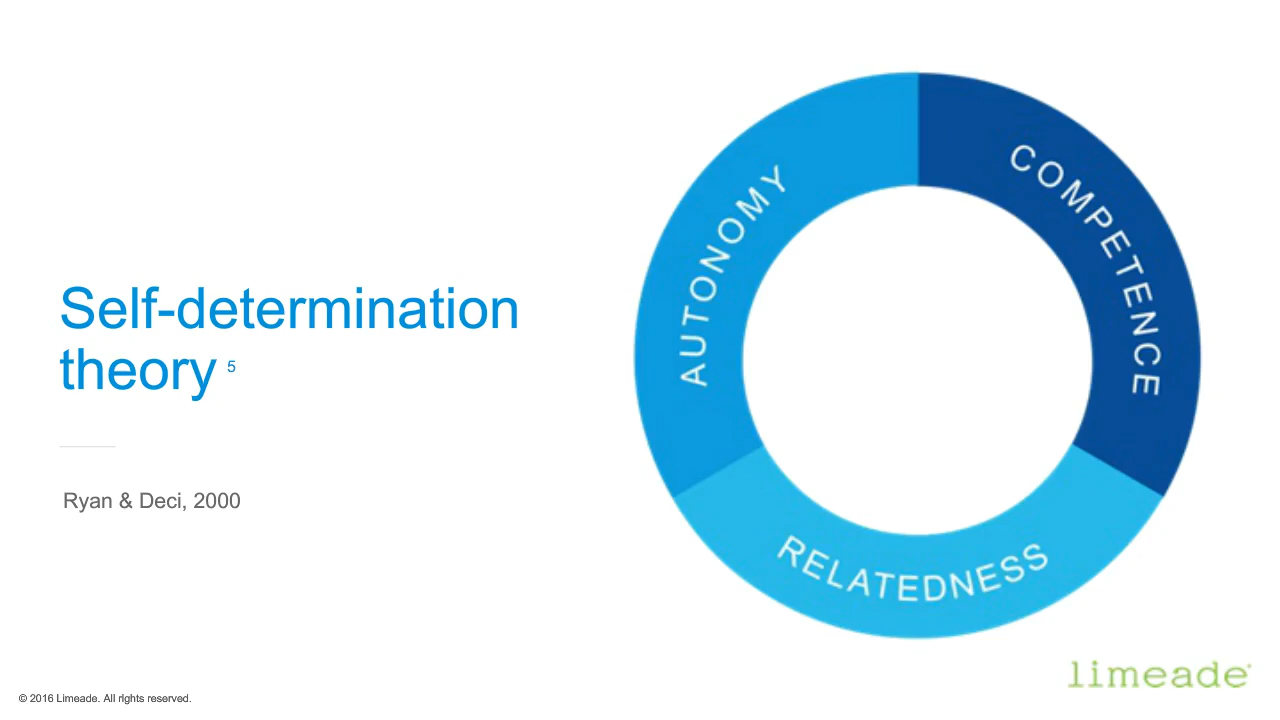 Self-determination
theory 5
Ryan & Deci, 2000
AUTONOMY
COMPETENCE
RELATEDNESS
limeade
© 2016 Limeade. All rights reserved.